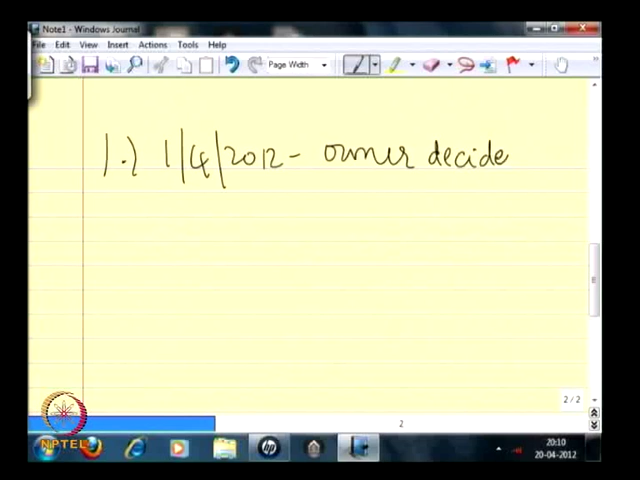 Note1 - Windows Journal
File Edit View Insert Actions Tools Help
Page Width
1.) 1/4/2012 - owner decide
2 / 2
2
NPTEL
hp
20:10
20-04-2012